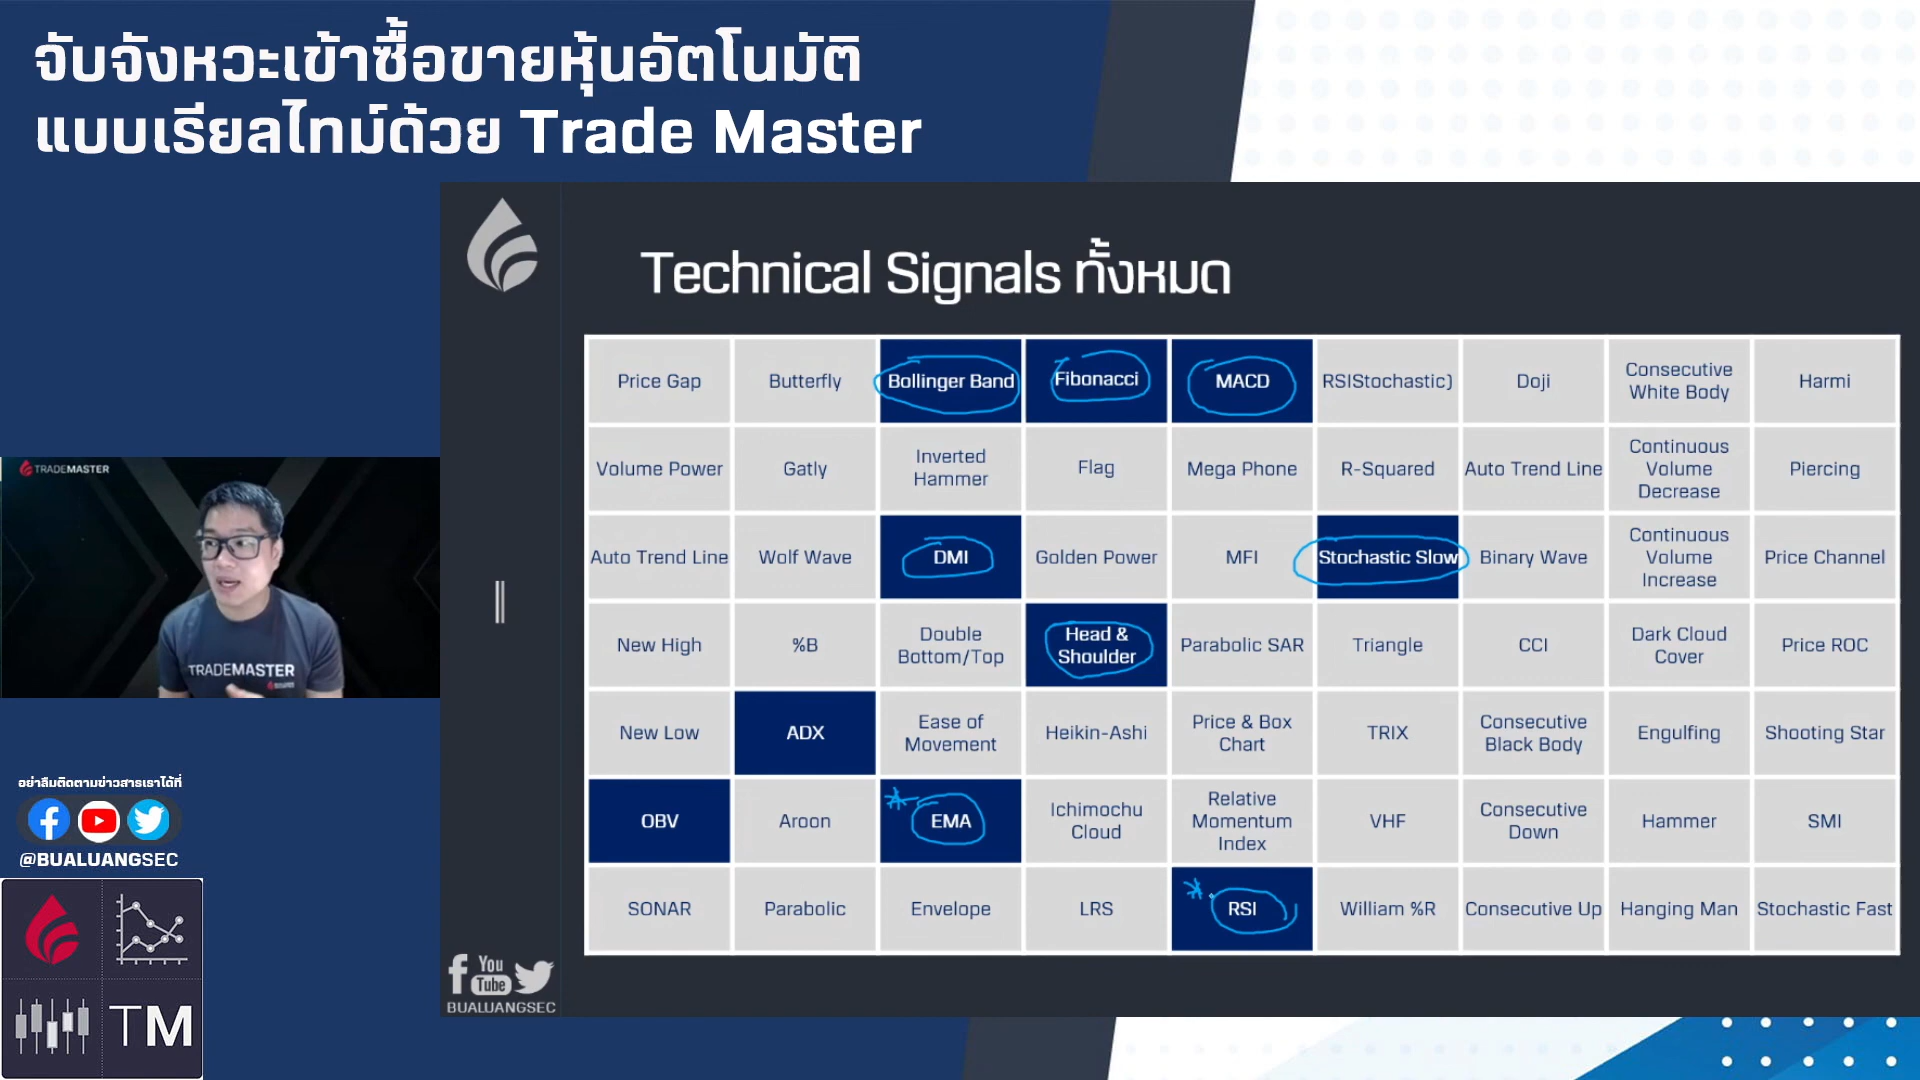 จับจังหวะเข้าซื้อขายหุ้นอัตโนมัติ
แบบเรียลไทม์ด้วย Trade Master
Technical Signals ทั้งหมด
Price Gap
Butterfly
Bollinger Band
Fibonacci
MACD
RSIStochastic)
Doji
Consecutive
White Body
Harmi
Volume Power
Gatly
Inverted
Hammer
Flag
Mega Phone
R-Squared
Auto Trend Line
Continuous
Volume
Decrease
Piercing
Auto Trend Line
Wolf Wave
DMI
Golden Power
MFI
Stochastic Slow
Binary Wave
Continuous
Volume
Increase
Price Channel
New High
%B
Double
Bottom/Top
Head &
Shoulder
Parabolic SAR
Triangle
CCI
Dark Cloud
Cover
Price ROC
New Low
ADX
Ease of
Movement
Heikin-Ashi
Price & Box
Chart
TRIX
Consecutive
Black Body
Engulfing
Shooting Star
OBV
Aroon
EMA
Ichimochu
Cloud
Relative
Momentum
Index
VHF
Consecutive
Down
Hammer
SMI
SONAR
Parabolic
Envelope
LRS
RSI
William %R
Consecutive Up
Hanging Man
Stochastic Fast
TRADEMASTER
TRADEMASTER
อย่าลืมติดตามข่าวสารเราได้ที่
@BUALUANGSEC
TM
You
Tube
BUALUANGSEC